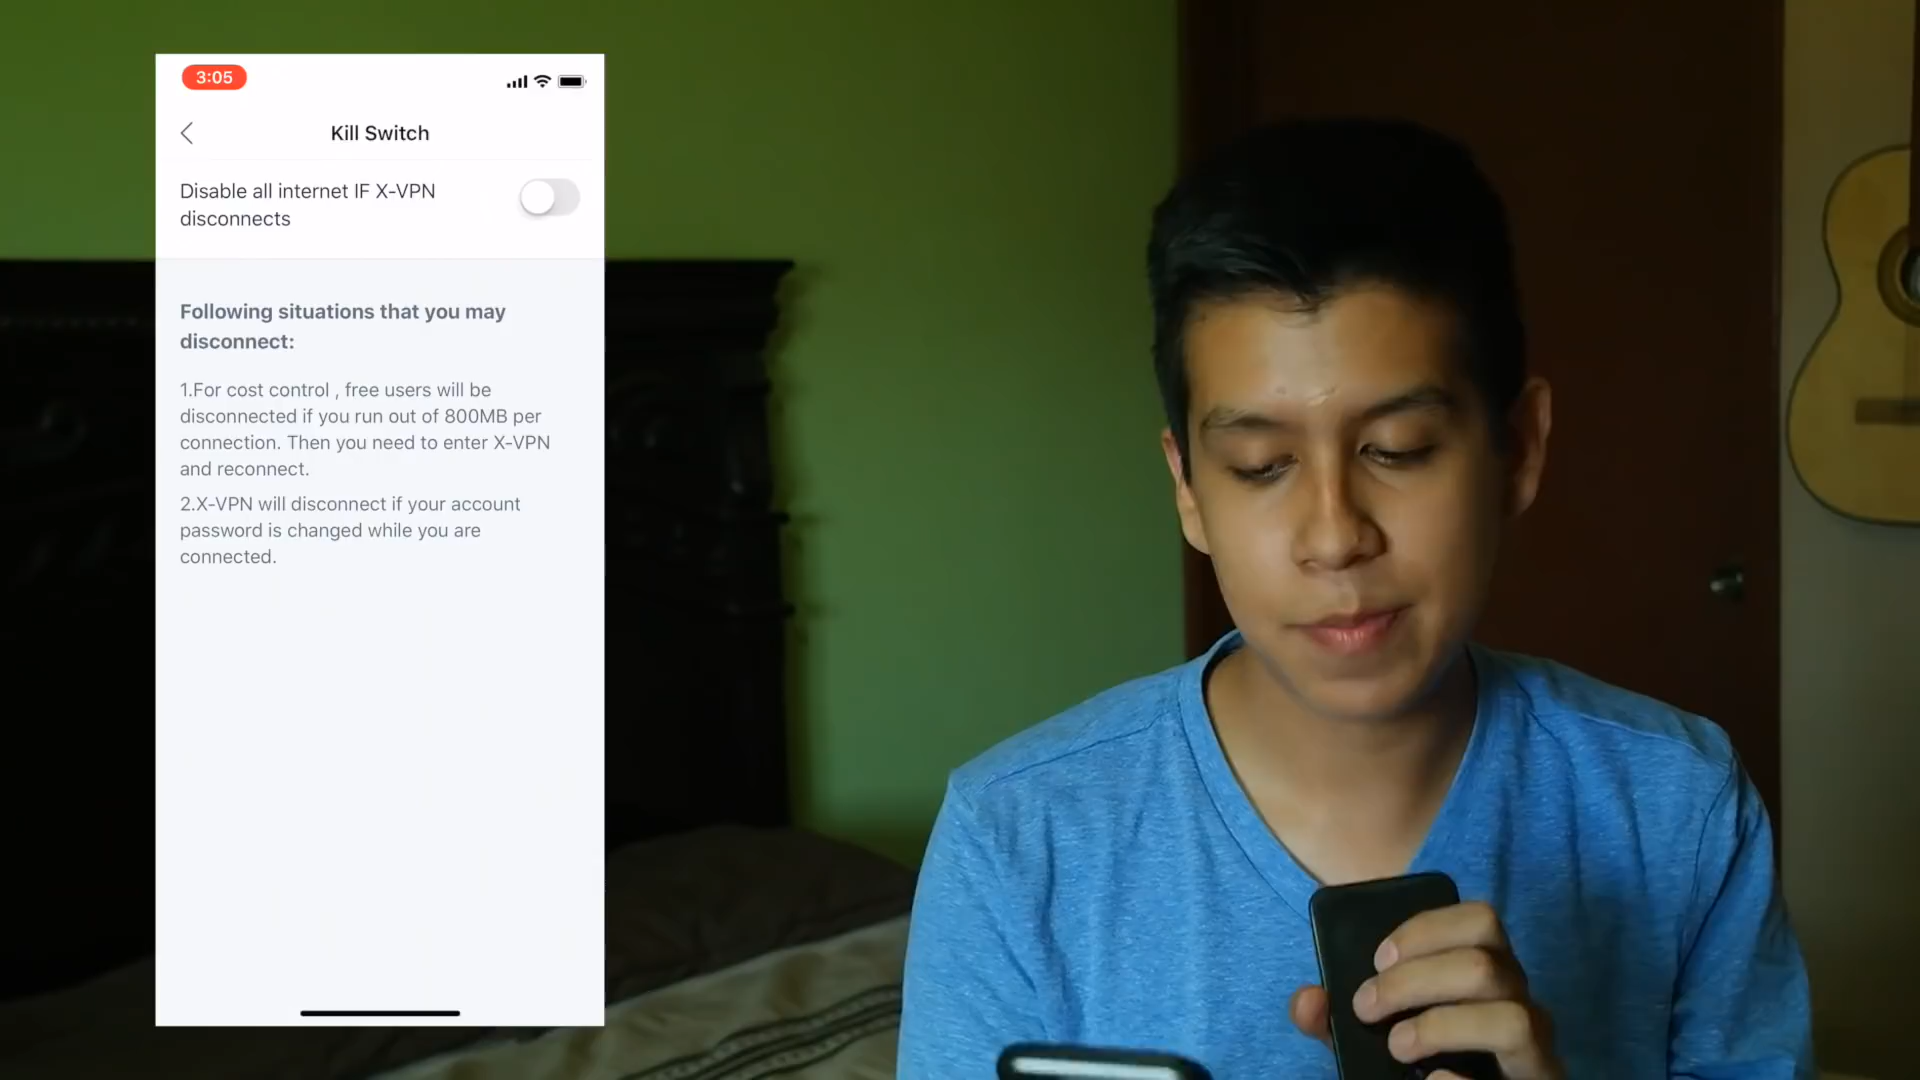 3:05
Kill Switch
Disable all internet IF X-VPN
disconnects
Following situations that you may
disconnect:
1.For cost control , free users will be
disconnected if you run out of 800MB per
connection. Then you need to enter X-VPN
and reconnect.
2.X-VPN will disconnect if your account
password is changed while you are
connected.